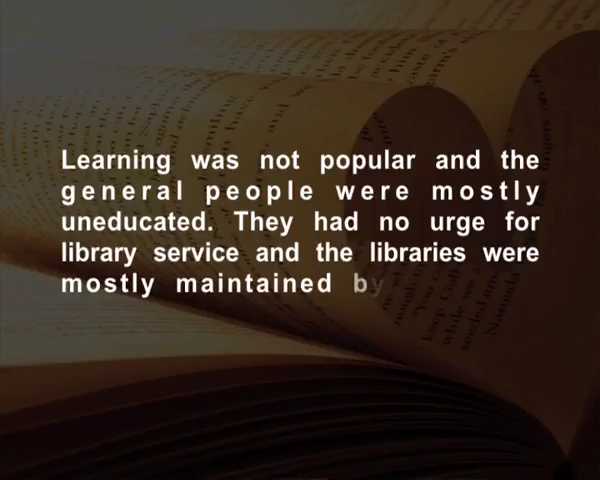 Learning was not popular and the
general people were mostly
uneducated. They had no urge for
library service and the libraries were
mostly maintained by